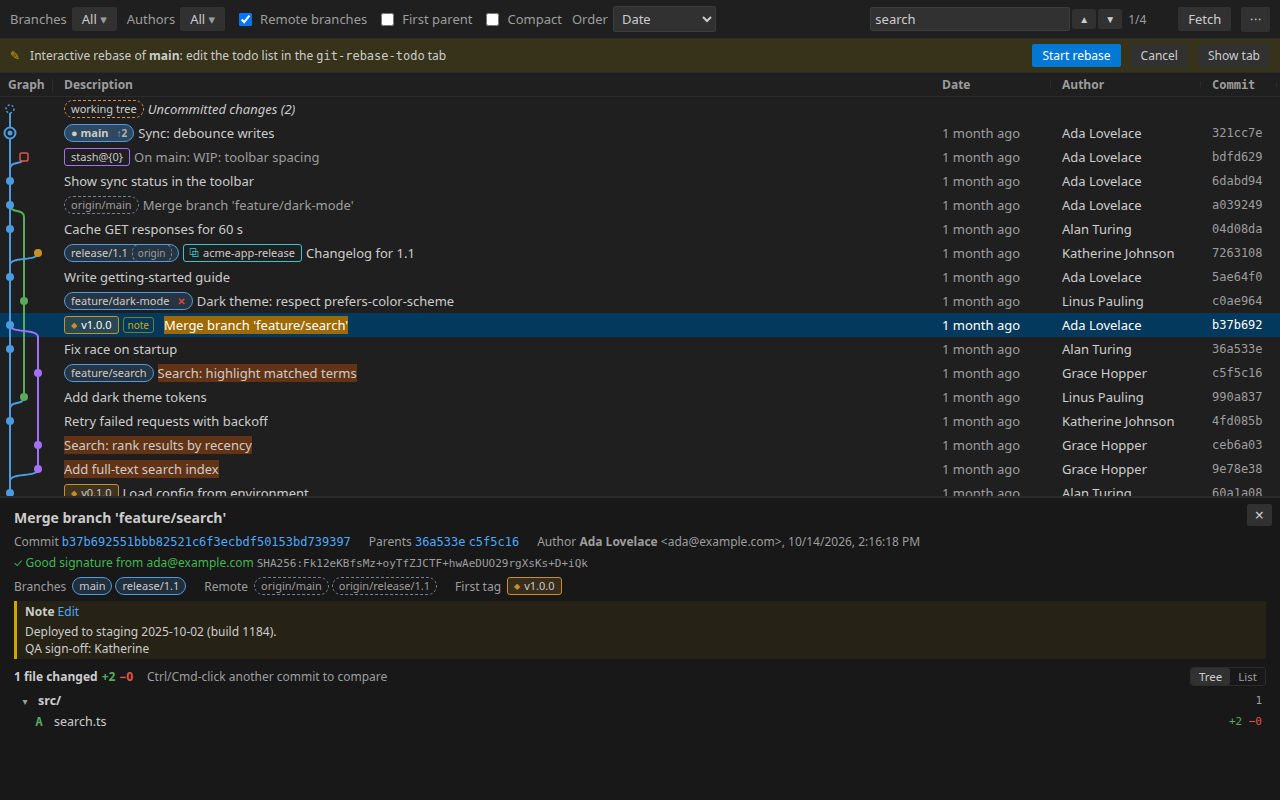 Branches All ▾ Authors All ▾ Remote branches First parent Compact Order Date search ▲ ▼ 1/4 Fetch ···
✎ Interactive rebase of main: edit the todo list in the git-rebase-todo tab Start rebase Cancel Show tab
Graph Description Date Author Commit
working tree Uncommitted changes (2)
● main ↑2 Sync: debounce writes 1 month ago Ada Lovelace 321cc7e
stash@{0} On main: WIP: toolbar spacing 1 month ago Ada Lovelace bdfd629
Show sync status in the toolbar 1 month ago Ada Lovelace 6dabd94
origin/main Merge branch 'feature/dark-mode' 1 month ago Ada Lovelace a039249
Cache GET responses for 60 s 1 month ago Alan Turing 04d08da
release/1.1 origin acme-app-release Changelog for 1.1 1 month ago Katherine Johnson 7263108
Write getting-started guide 1 month ago Ada Lovelace 5ae64f0
feature/dark-mode × Dark theme: respect prefers-color-scheme 1 month ago Linus Pauling c0ae964
◆ v1.0.0 note Merge branch 'feature/search' 1 month ago Ada Lovelace b37b692
Fix race on startup 1 month ago Alan Turing 36a533e
feature/search Search: highlight matched terms 1 month ago Grace Hopper c5f5c16
Add dark theme tokens 1 month ago Linus Pauling 990a837
Retry failed requests with backoff 1 month ago Katherine Johnson 4fd085b
Search: rank results by recency 1 month ago Grace Hopper ceb6a03
Add full-text search index 1 month ago Grace Hopper 9e78e38
◆ v0.1.0 Load config from environment 1 month ago Alan Turing 60a1a08
Merge branch 'feature/search' ×
Commit b37b692551bbb82521c6f3ecbdf50153bd739397 Parents 36a533e c5f5c16 Author Ada Lovelace <ada@example.com>, 10/14/2026, 2:16:18 PM
✓ Good signature from ada@example.com SHA256:Fk12eKBfsMz+oyTfZJCTF+hwAeDUO29rgXsKs+D+iQk
Branches main release/1.1 Remote origin/main origin/release/1.1 First tag ◆ v1.0.0
Note Edit
Deployed to staging 2025-10-02 (build 1184).
QA sign-off: Katherine
1 file changed +2 −0 Ctrl/Cmd-click another commit to compare Tree List
▾ src/ 1
A search.ts +2 −0